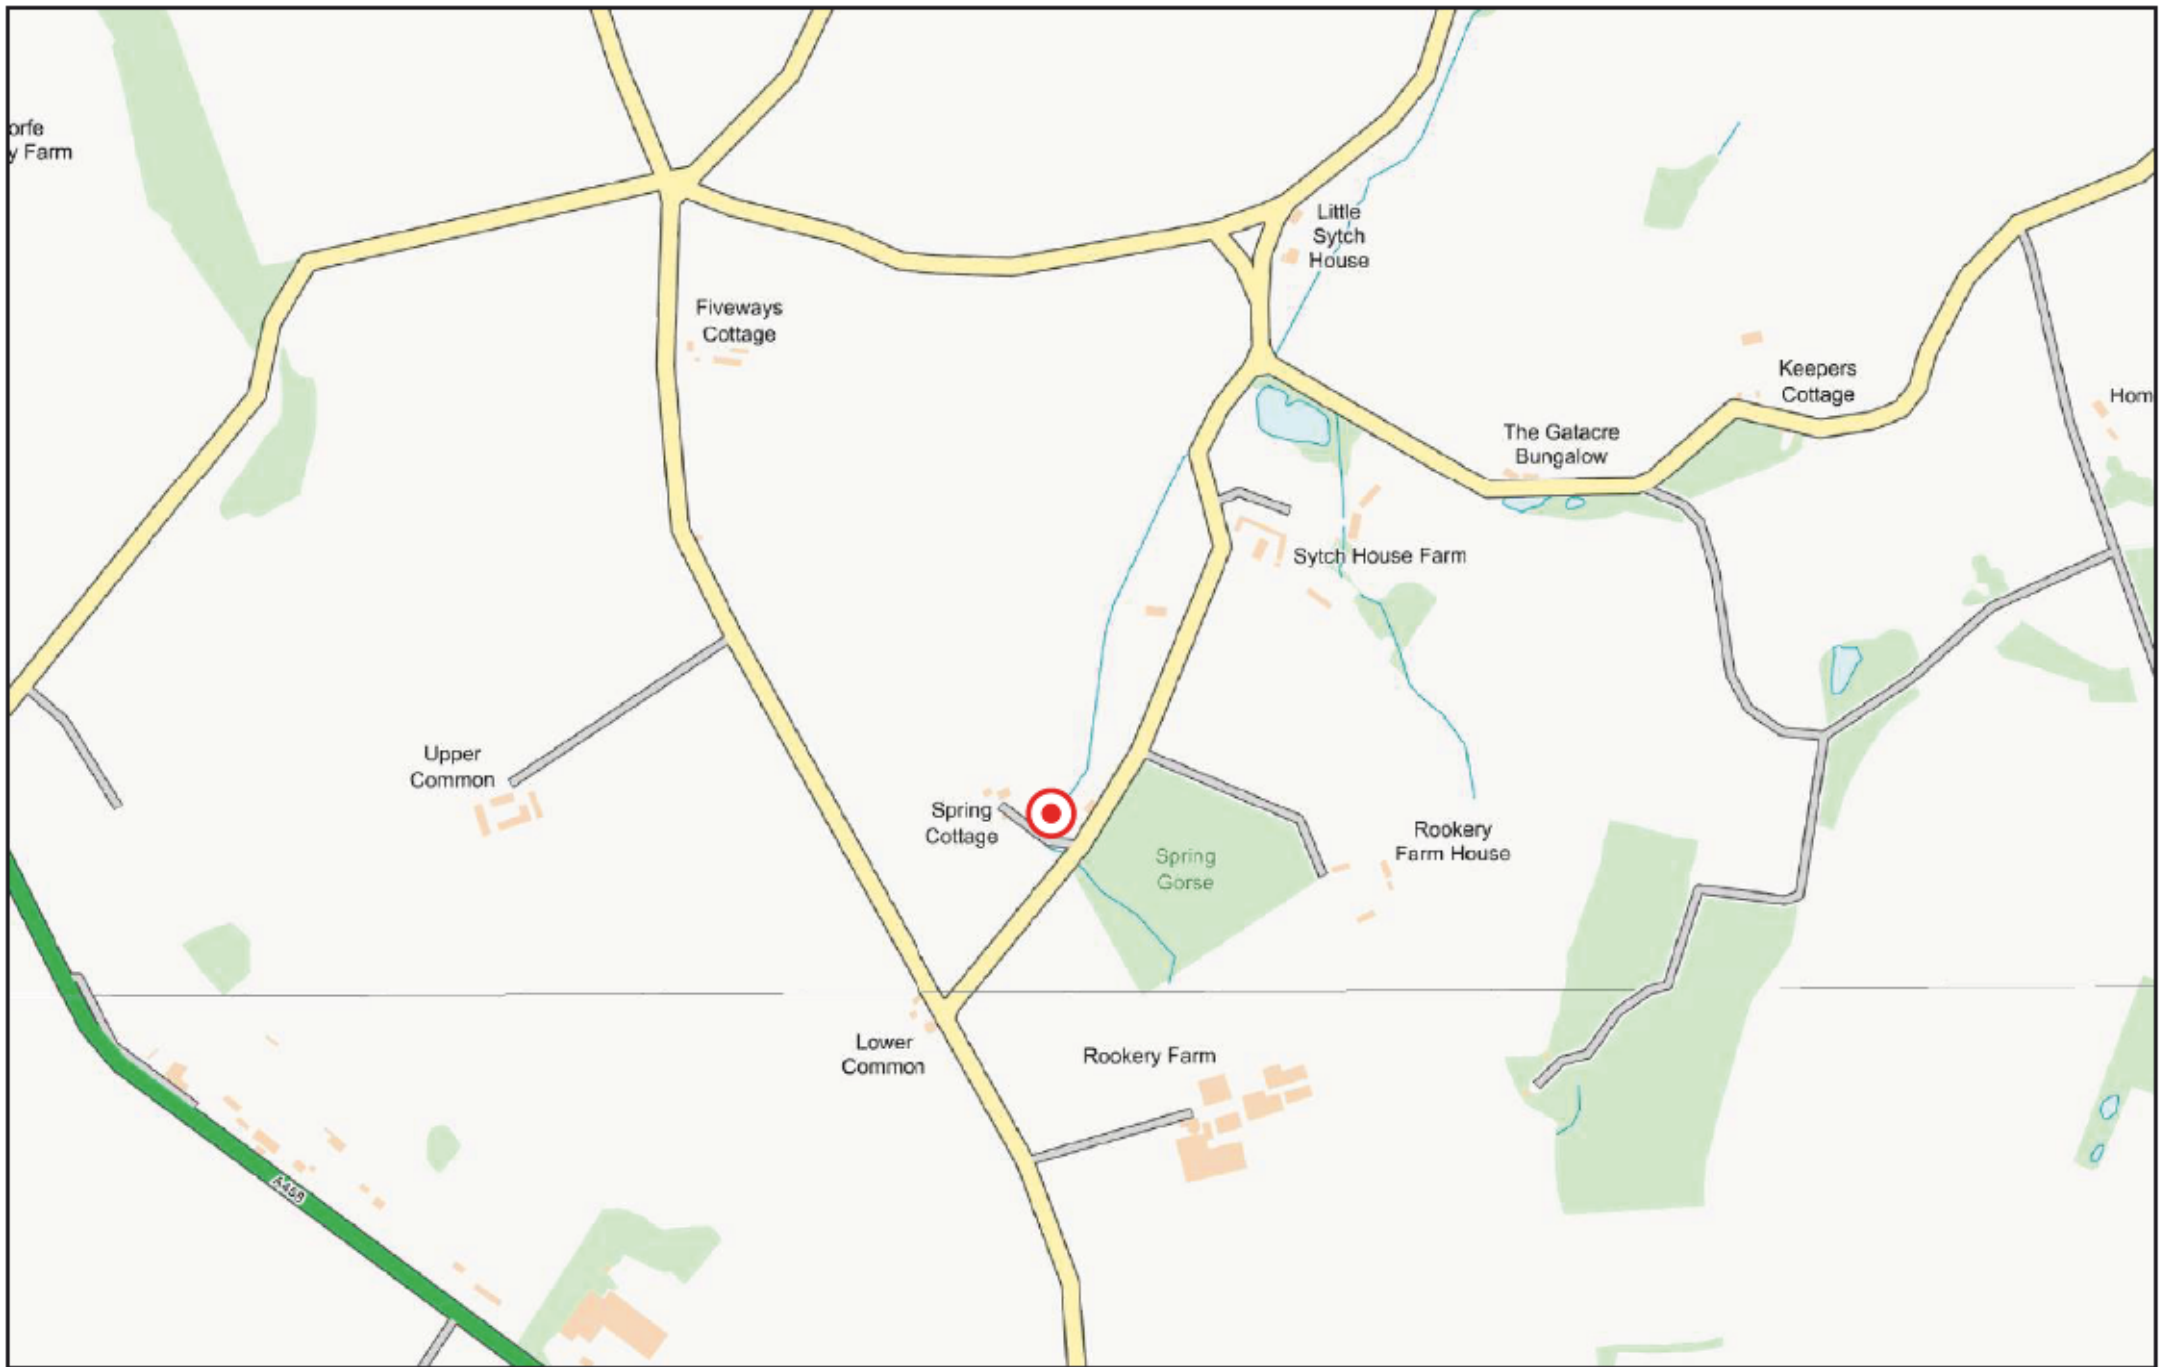 orfe
y Farm
Little
Sytch
House
Fiveways
Cottage
Keepers
Cottage
Hom
The Gatacre
Bungalow
Sytch House Farm
Upper
Common
Spring
Cottage
Rookery
Farm House
Spring
Gorse
Lower
Common
Rookery Farm
A458